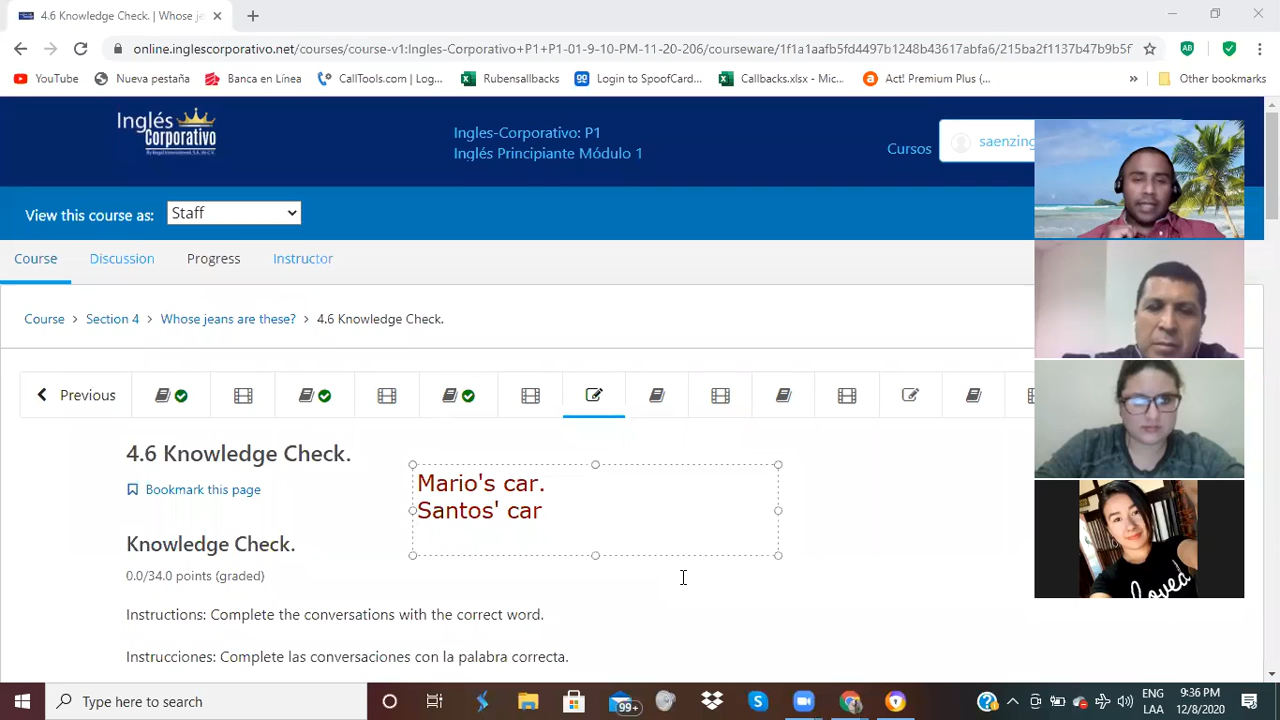 4.6 Knowledge Check. | Whose je
online.inglescorporativo.net/courses/course-v1:Ingles-Corporativo+P1+P1-01-9-10-PM-11-20-206/courseware/1f1a1aafb5fd4497b1248b43617abfa6/215ba2f1137b47b9b5f
YouTube Nueva pestaña Banca en Línea CallTools.com | Log... Rubensallbacks Login to SpoofCard... Callbacks.xlsx - Mic... Act! Premium Plus (... » Other bookmarks
Inglés
Corporativo
Ingles-Corporativo: P1
Inglés Principiante Módulo 1
Cursos saenzing
View this course as: Staff
Course Discussion Progress Instructor
Course > Section 4 > Whose jeans are these? > 4.6 Knowledge Check.
Previous
4.6 Knowledge Check.
Bookmark this page
Mario's car.
Santos' car
Knowledge Check.
0.0/34.0 points (graded)
Instructions: Complete the conversations with the correct word.
Instrucciones: Complete las conversaciones con la palabra correcta.
Loved
Type here to search
99+
ENG
LAA
9:36 PM
12/8/2020